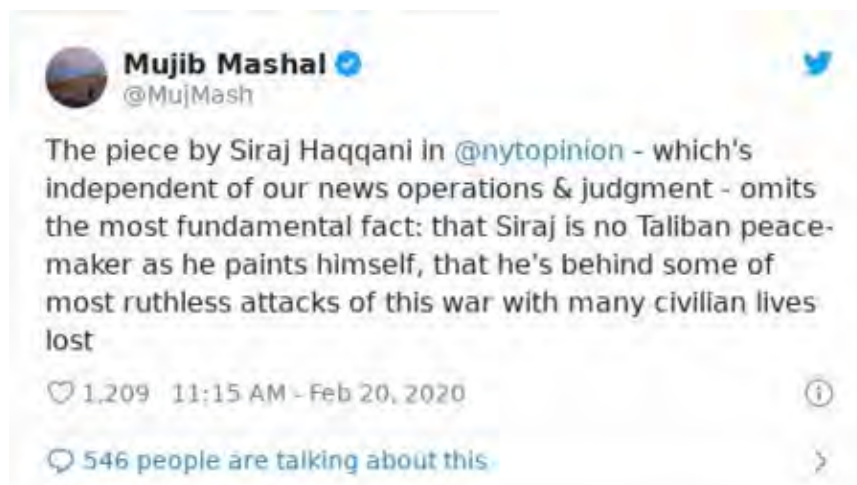 Mujib Mashal
@MujMash
The piece by Siraj Haqqani in @nytopinion - which's
independent of our news operations & judgment - omits
the most fundamental fact: that Siraj is no Taliban peace-
maker as he paints himself, that he's behind some of
most ruthless attacks of this war with many civilian lives
lost
1,209 11:15 AM - Feb 20, 2020
546 people are talking about this